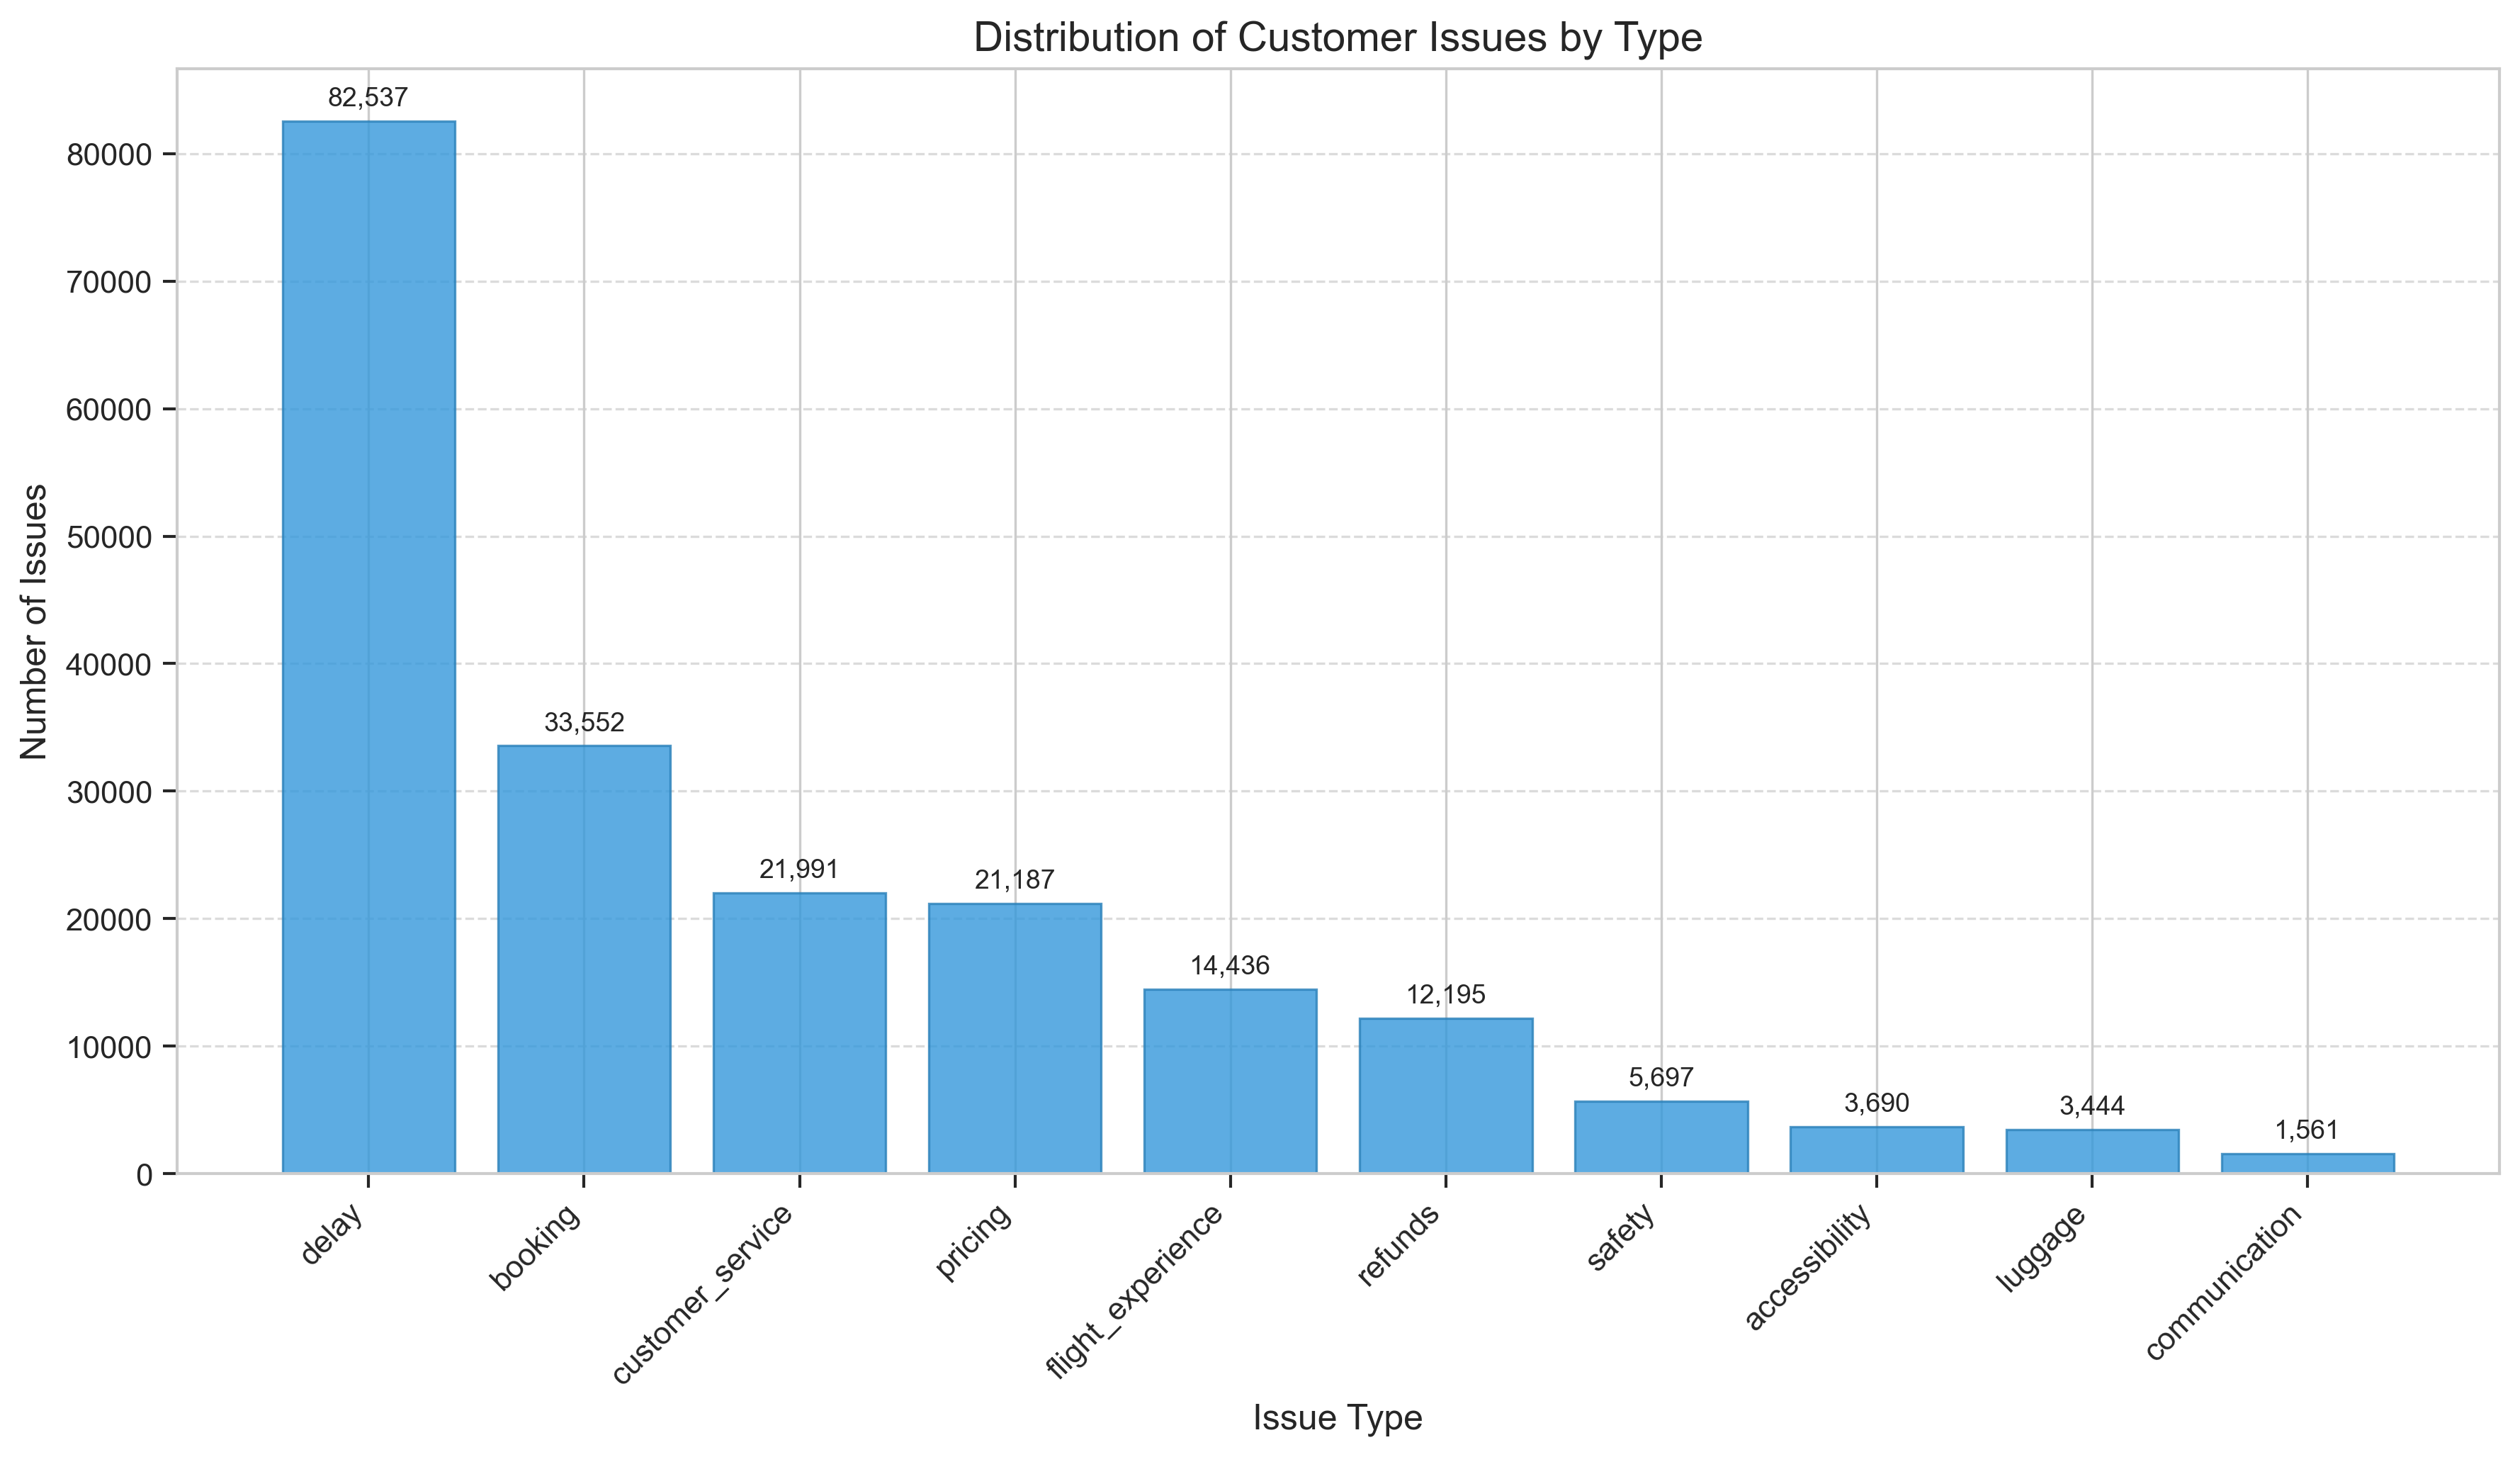 Distribution of Customer Issues by Type
Number of Issues
80000
70000
60000
50000
40000
30000
20000
10000
0
82,537
33,552
21,991
21,187
14,436
12,195
5,697
3,690
3,444
1,561
delay
booking
customer_service
pricing
flight_experience
refunds
safety
accessibility
luggage
communication
Issue Type